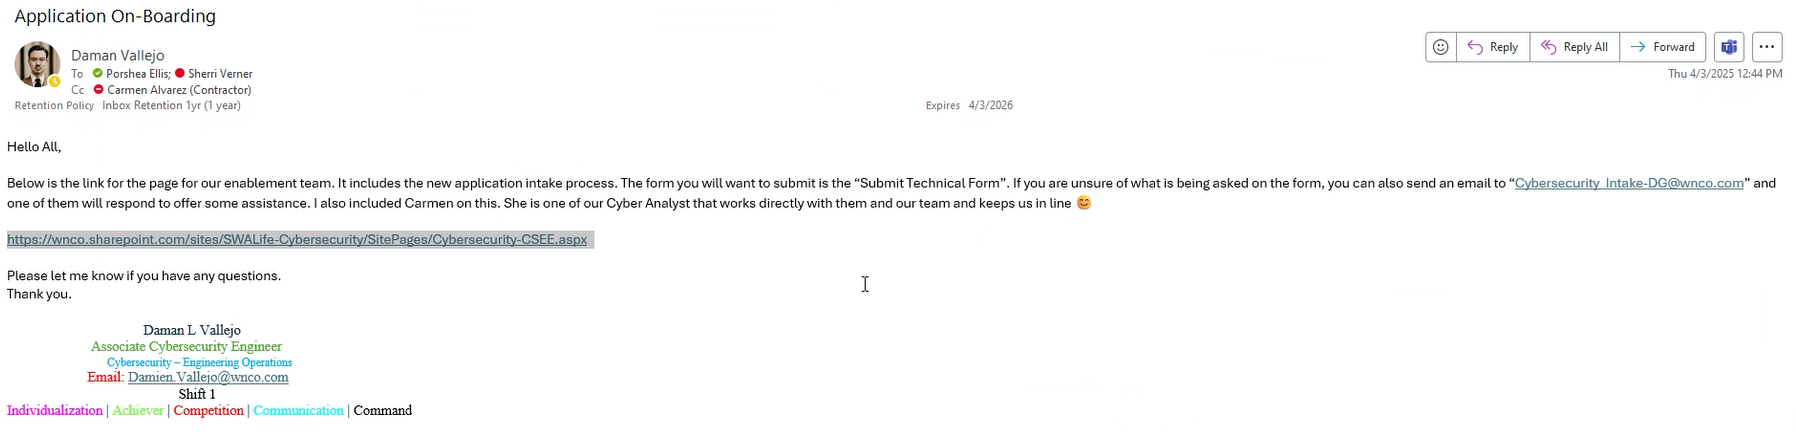 Application On-Boarding
Daman Vallejo
To Porshea Ellis; Sherri Verner
Cc Carmen Alvarez (Contractor)
Retention Policy Inbox Retention 1yr (1 year)
Expires 4/3/2026
Reply
Reply All
Forward
Thu 4/3/2025 12:44 PM
Hello All,
Below is the link for the page for our enablement team. It includes the new application intake process. The form you will want to submit is the “Submit Technical Form”. If you are unsure of what is being asked on the form, you can also send an email to “Cybersecurity_Intake-DG@wnco.com” and
one of them will respond to offer some assistance. I also included Carmen on this. She is one of our Cyber Analyst that works directly with them and our team and keeps us in line 😊
https://wnco.sharepoint.com/sites/SWALife-Cybersecurity/SitePages/Cybersecurity-CSEE.aspx
Please let me know if you have any questions.
Thank you.
Daman L Vallejo
Associate Cybersecurity Engineer
Cybersecurity – Engineering Operations
Email: Damien.Vallejo@wnco.com
Shift 1
Individualization | Achiever | Competition | Communication | Command